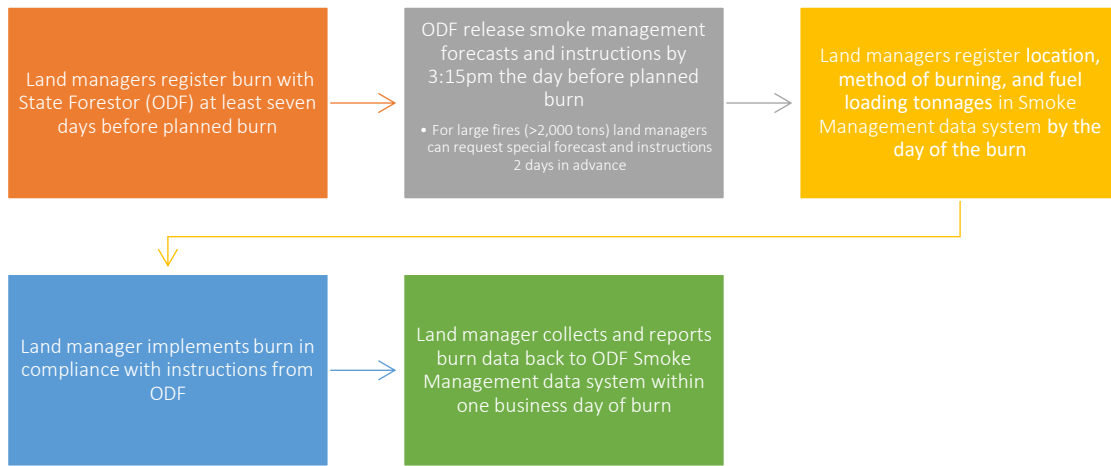 Land managers register burn with
State Forestor (ODF) at least seven
days before planned burn
ODF release smoke management
forecasts and instructions by
3:15pm the day before planned
burn
• For large fires (>2,000 tons) land managers
can request special forecast and instructions
2 days in advance
Land managers register location,
method of burning, and fuel
loading tonnages in Smoke
Management data system by the
day of the burn
Land manager implements burn in
compliance with instructions from
ODF
Land manager collects and reports
burn data back to ODF Smoke
Management data system within
one business day of burn